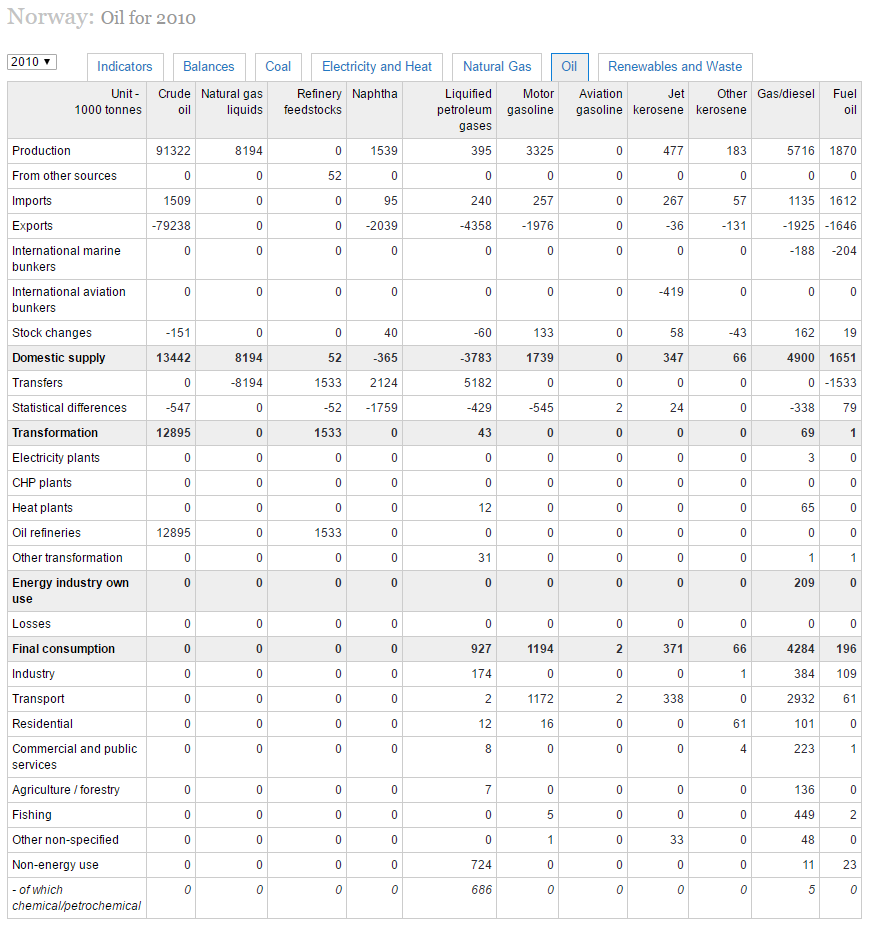 Norway: Oil for 2010
2010 ▼ Indicators Balances Coal Electricity and Heat Natural Gas Oil Renewables and Waste
Unit - 1000 tonnes Crude oil Natural gas liquids Refinery feedstocks Naphtha Liquified petroleum gases Motor gasoline Aviation gasoline Jet kerosene Other kerosene Gas/diesel Fuel oil
Production 91322 8194 0 1539 395 3325 0 477 183 5716 1870
From other sources 0 0 52 0 0 0 0 0 0 0 0
Imports 1509 0 0 95 240 257 0 267 57 1135 1612
Exports -79238 0 0 -2039 -4358 -1976 0 -36 -131 -1925 -1646
International marine bunkers 0 0 0 0 0 0 0 0 0 -188 -204
International aviation bunkers 0 0 0 0 0 0 0 -419 0 0 0
Stock changes -151 0 0 40 -60 133 0 58 -43 162 19
Domestic supply 13442 8194 52 -365 -3783 1739 0 347 66 4900 1651
Transfers 0 -8194 1533 2124 5182 0 0 0 0 0 -1533
Statistical differences -547 0 -52 -1759 -429 -545 2 24 0 -338 79
Transformation 12895 0 1533 0 43 0 0 0 0 69 1
Electricity plants 0 0 0 0 0 0 0 0 0 3 0
CHP plants 0 0 0 0 0 0 0 0 0 0 0
Heat plants 0 0 0 0 12 0 0 0 0 65 0
Oil refineries 12895 0 1533 0 0 0 0 0 0 0 0
Other transformation 0 0 0 0 31 0 0 0 0 1 1
Energy industry own use 0 0 0 0 0 0 0 0 0 209 0
Losses 0 0 0 0 0 0 0 0 0 0 0
Final consumption 0 0 0 0 927 1194 2 371 66 4284 196
Industry 0 0 0 0 174 0 0 0 1 384 109
Transport 0 0 0 0 2 1172 2 338 0 2932 61
Residential 0 0 0 0 12 16 0 0 61 101 0
Commercial and public services 0 0 0 0 8 0 0 0 4 223 1
Agriculture / forestry 0 0 0 0 7 0 0 0 0 136 0
Fishing 0 0 0 0 0 5 0 0 0 449 2
Other non-specified 0 0 0 0 0 1 0 33 0 48 0
Non-energy use 0 0 0 0 724 0 0 0 0 11 23
- of which chemical/petrochemical 0 0 0 0 686 0 0 0 0 5 0